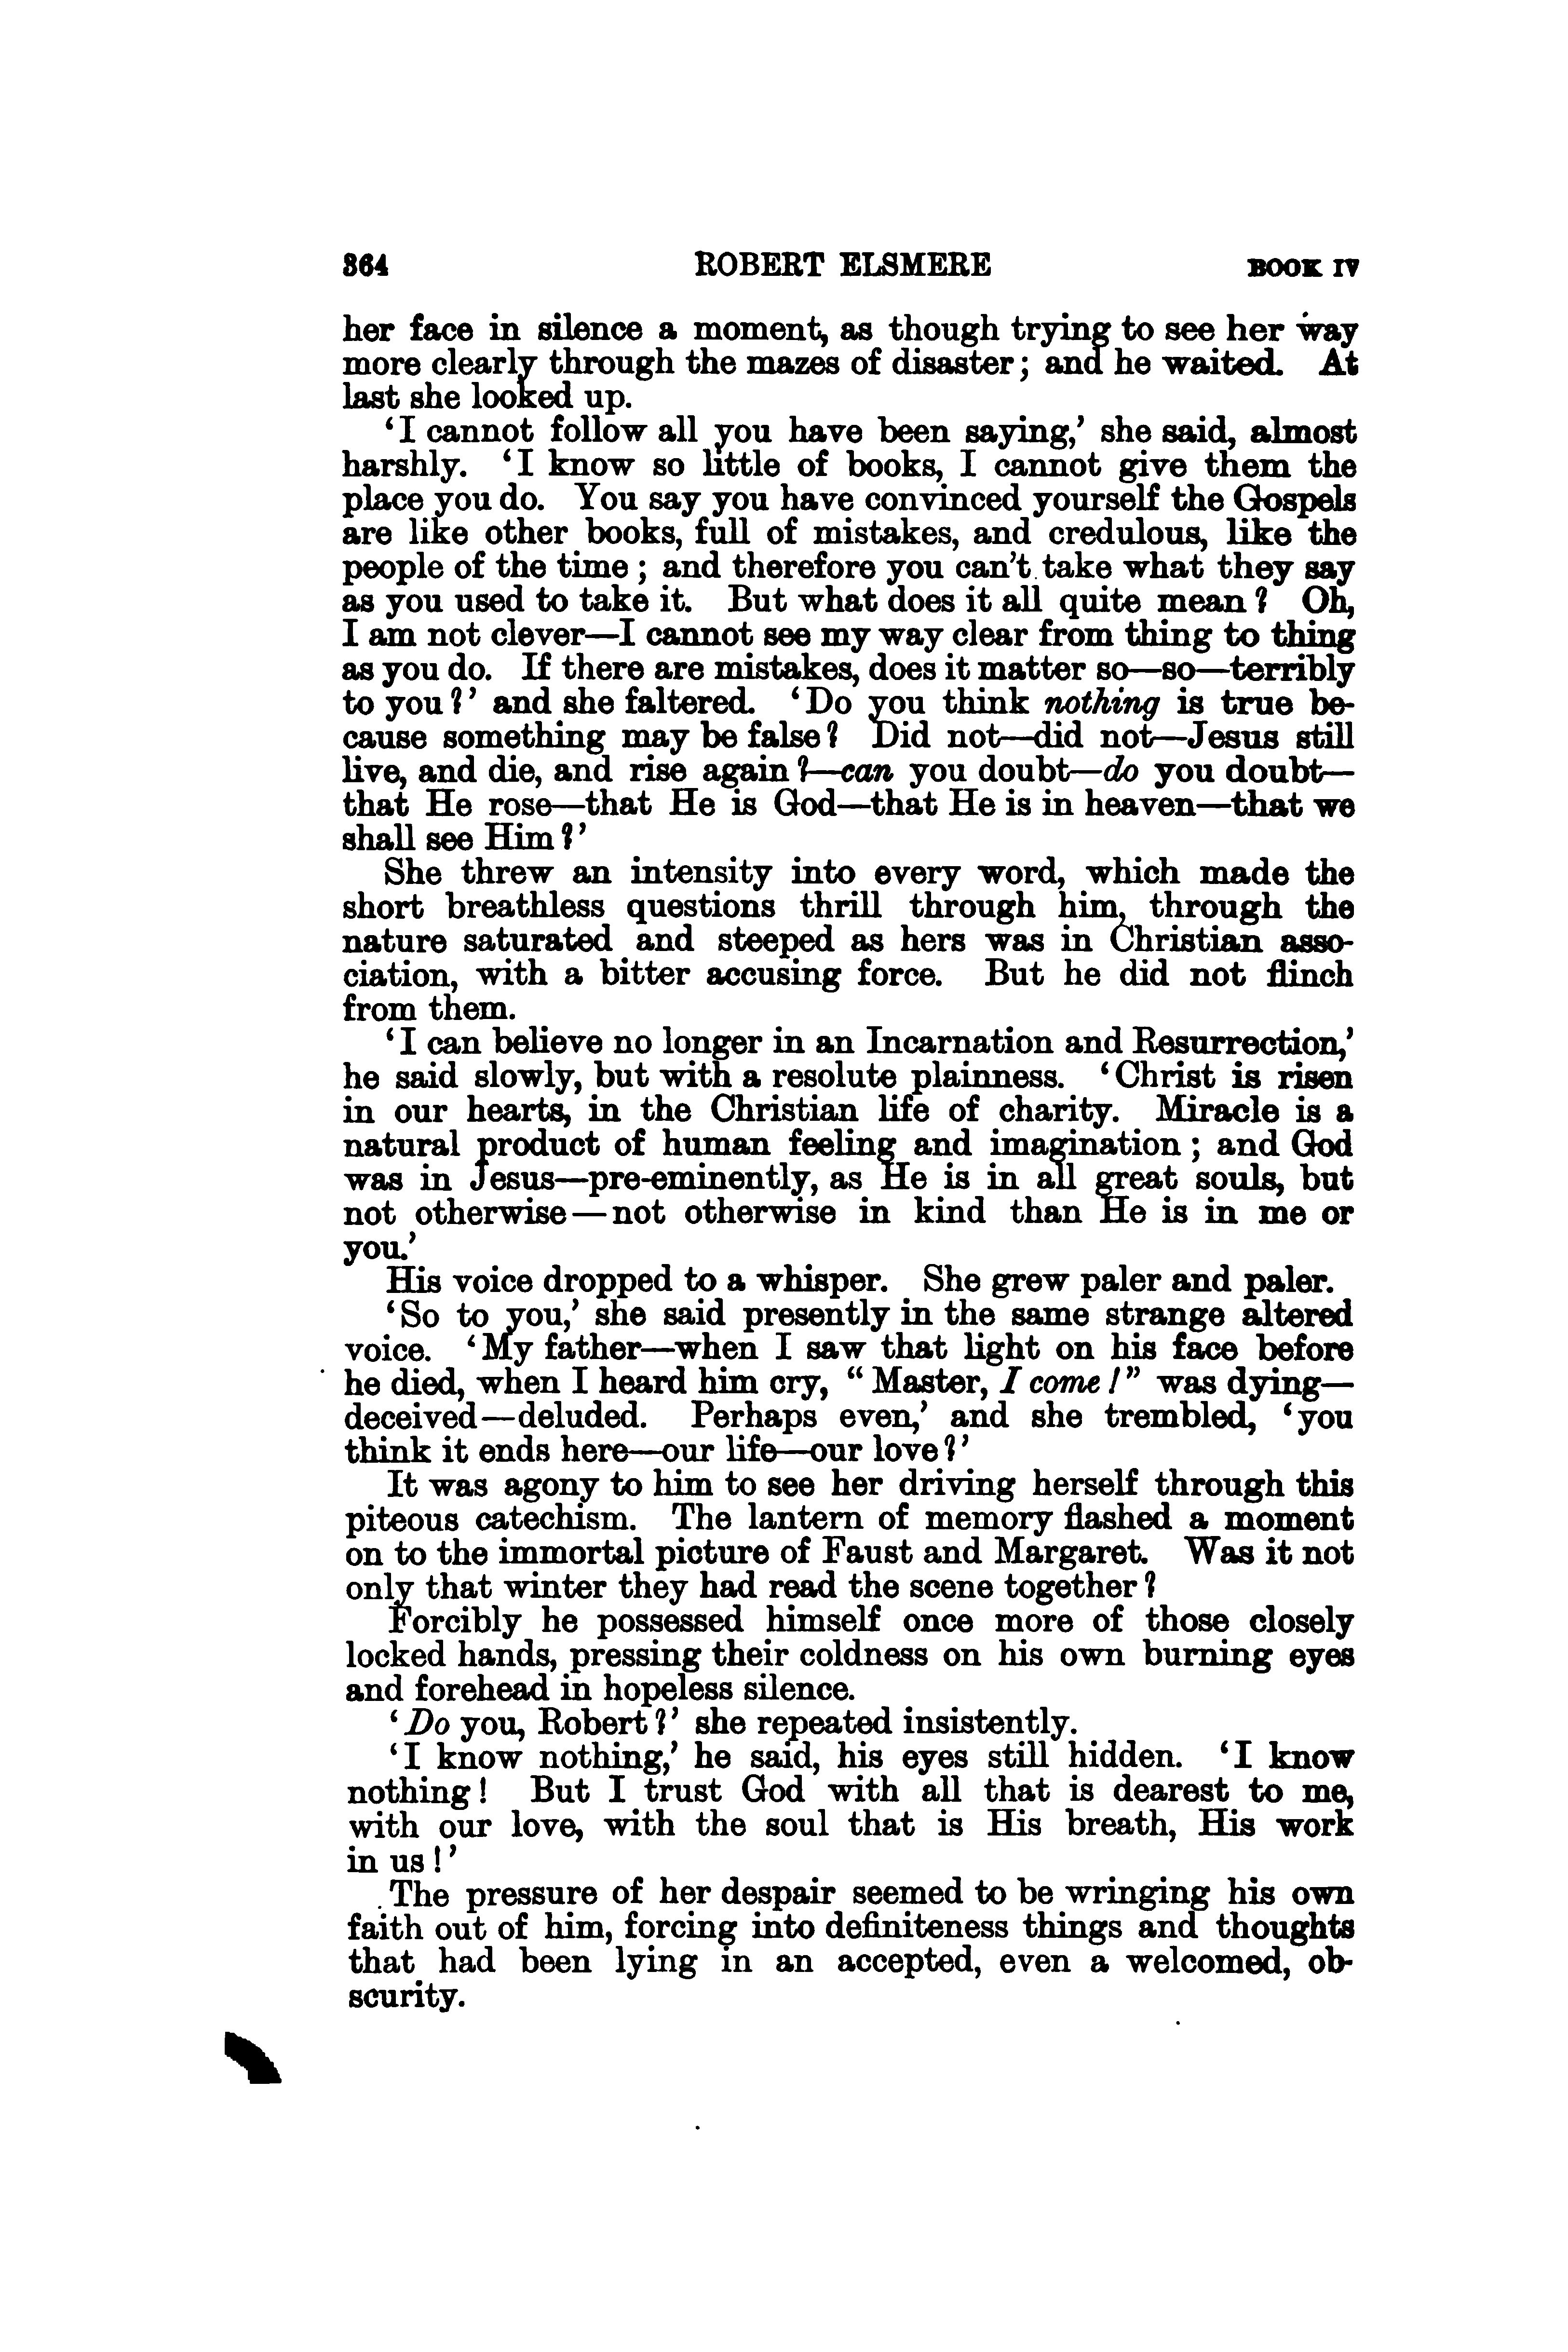 364 ROBERT ELSMERE BOOK IV
her face in silence a moment, as though trying to see her way
more clearly through the mazes of disaster; and he waited. At
last she looked up.
‘I cannot follow all you have been saying,’ she said, almost
harshly. ‘I know so little of books, I cannot give them the
place you do. You say you have convinced yourself the Gospels
are like other books, full of mistakes, and credulous, like the
people of the time; and therefore you can’t take what they say
as you used to take it. But what does it all quite mean? Oh,
I am not clever—I cannot see my way clear from thing to thing
as you do. If there are mistakes, does it matter so—so—terribly
to you?’ and she faltered. ‘Do you think nothing is true be-
cause something may be false? Did not—did not—Jesus still
live, and die, and rise again?—can you doubt—do you doubt—
that He rose—that He is God—that He is in heaven—that we
shall see Him?’
She threw an intensity into every word, which made the
short breathless questions thrill through him, through the
nature saturated and steeped as hers was in Christian asso-
ciation, with a bitter accusing force. But he did not flinch
from them.
‘I can believe no longer in an Incarnation and Resurrection,’
he said slowly, but with a resolute plainness. ‘Christ is risen
in our hearts, in the Christian life of charity. Miracle is a
natural product of human feeling and imagination; and God
was in Jesus—pre-eminently, as He is in all great souls, but
not otherwise—not otherwise in kind than He is in me or
you.’
His voice dropped to a whisper. She grew paler and paler.
‘So to you,’ she said presently in the same strange altered
voice. ‘My father—when I saw that light on his face before
he died, when I heard him cry, “Master, I come!” was dying—
deceived—deluded. Perhaps even,’ and she trembled, ‘you
think it ends here—our life—our love?’
It was agony to him to see her driving herself through this
piteous catechism. The lantern of memory flashed a moment
on to the immortal picture of Faust and Margaret. Was it not
only that winter they had read the scene together?
Forcibly he possessed himself once more of those closely
locked hands, pressing their coldness on his own burning eyes
and forehead in hopeless silence.
‘Do you, Robert?’ she repeated insistently.
‘I know nothing,’ he said, his eyes still hidden. ‘I know
nothing! But I trust God with all that is dearest to me,
with our love, with the soul that is His breath, His work
in us!’
The pressure of her despair seemed to be wringing his own
faith out of him, forcing into definiteness things and thoughts
that had been lying in an accepted, even a welcomed, ob-
scurity.